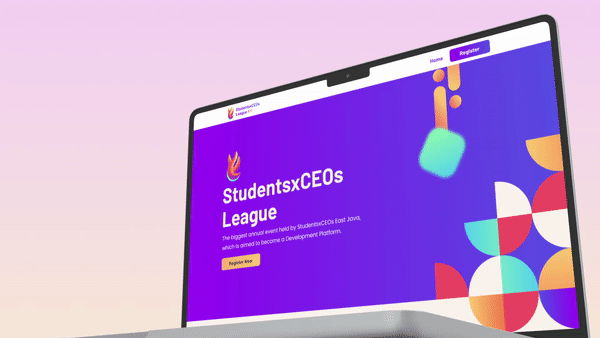 StudentsxCEOs
League
Home
Register
StudentsxCEOs
League
The biggest annual event held by StudentsxCEOs East Java,
which is aimed to become a Development Platform.
Register Now